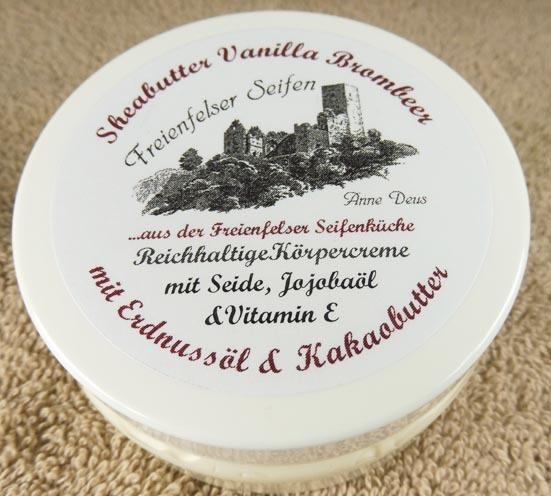 Sheabutter Vanilla Brombeer
Freienfelser Seifen
Anne Deus
...aus der Freienfelser Seifenküche
ReichhaltigeKörpercreme
mit Seide, Jojobaöl
&Vitamin E
mit Erdnussöl & Kakaobutter